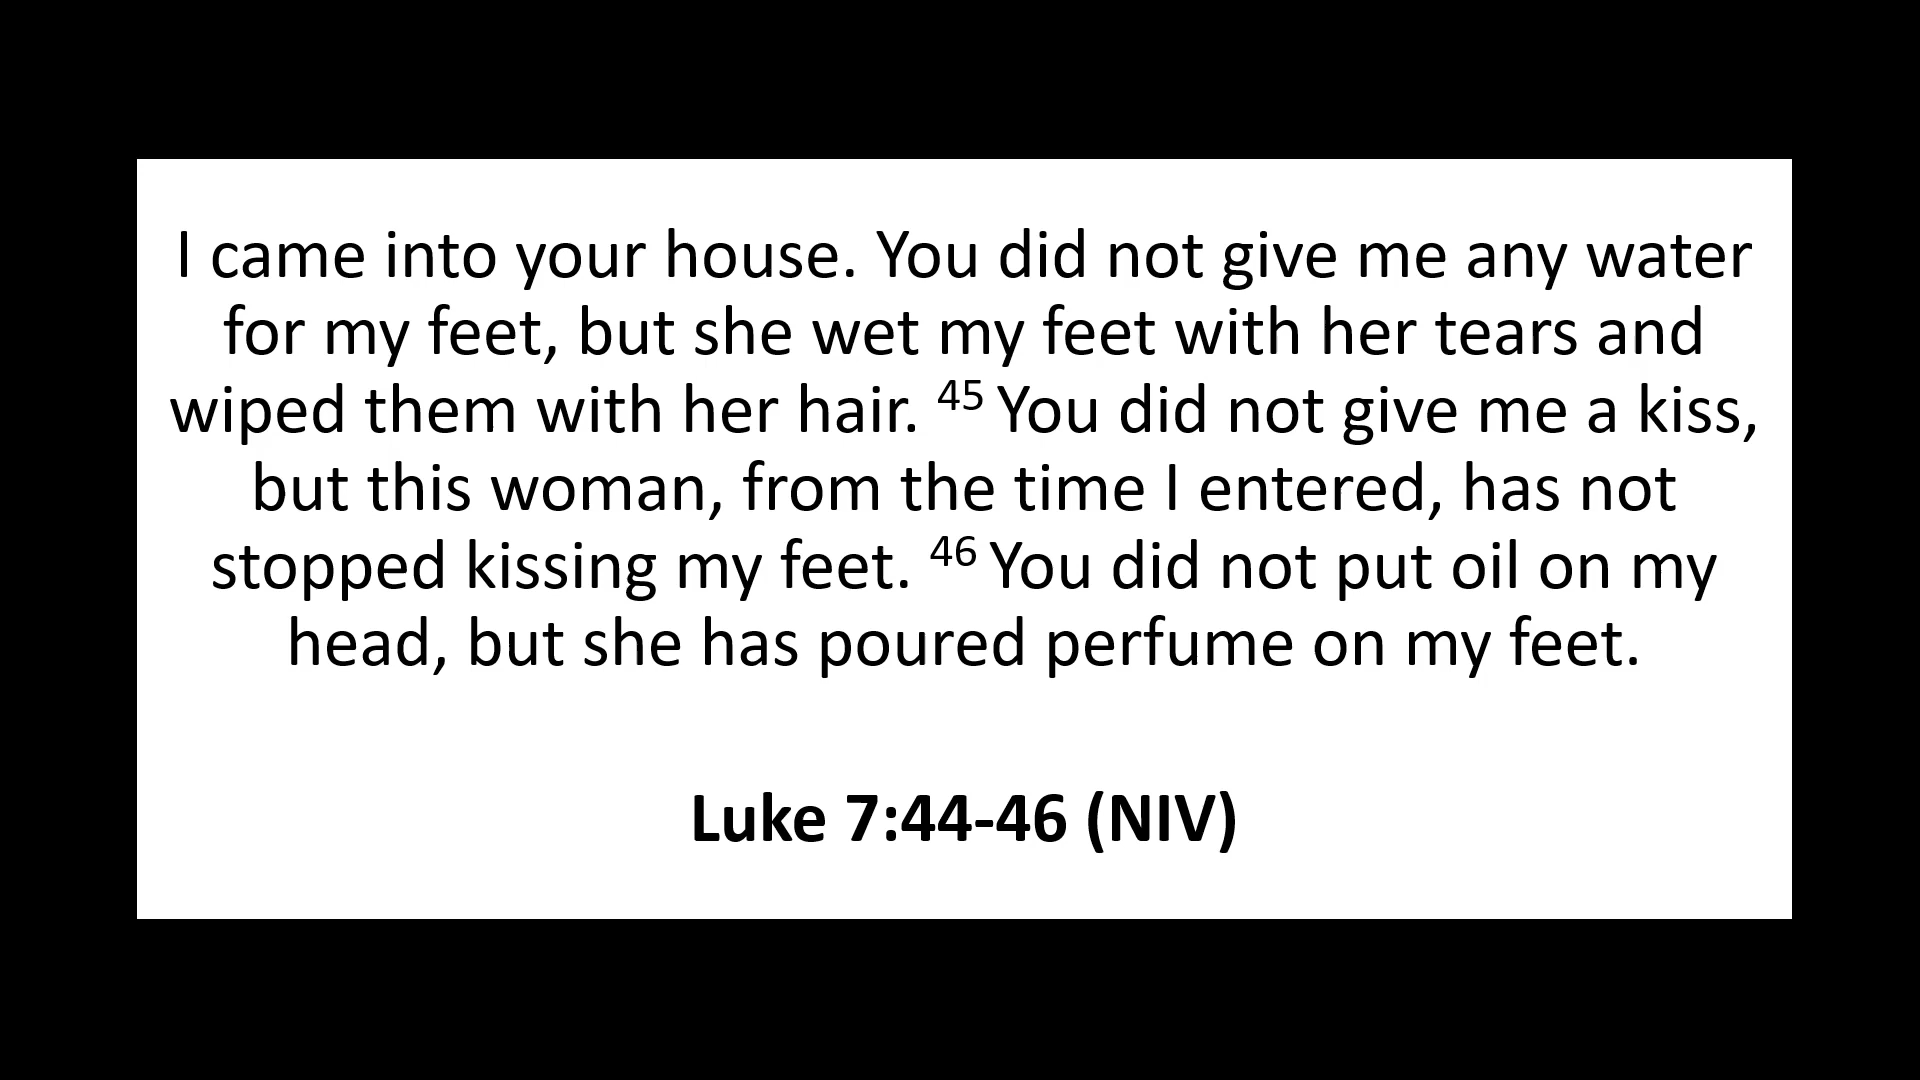 I came into your house. You did not give me any water
for my feet, but she wet my feet with her tears and
wiped them with her hair. 45 You did not give me a kiss,
but this woman, from the time I entered, has not
stopped kissing my feet. 46 You did not put oil on my
head, but she has poured perfume on my feet.
Luke 7:44-46 (NIV)